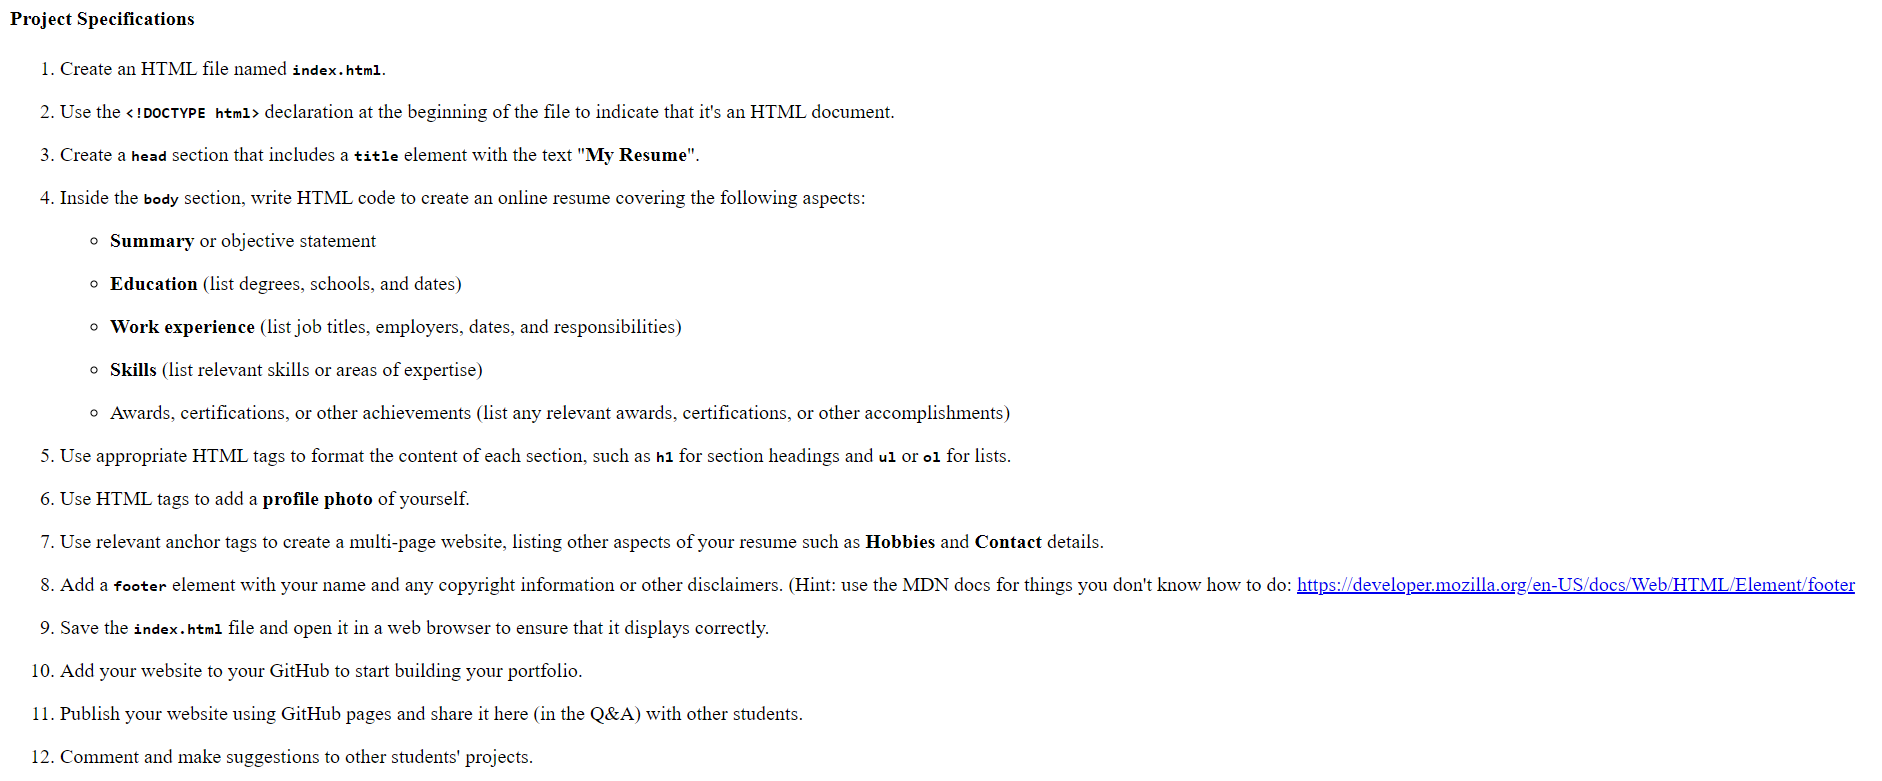 Project Specifications
1. Create an HTML file named index.html.
2. Use the <!DOCTYPE html> declaration at the beginning of the file to indicate that it's an HTML document.
3. Create a head section that includes a title element with the text "My Resume".
4. Inside the body section, write HTML code to create an online resume covering the following aspects:
◦ Summary or objective statement
◦ Education (list degrees, schools, and dates)
◦ Work experience (list job titles, employers, dates, and responsibilities)
◦ Skills (list relevant skills or areas of expertise)
◦ Awards, certifications, or other achievements (list any relevant awards, certifications, or other accomplishments)
5. Use appropriate HTML tags to format the content of each section, such as h1 for section headings and ul or ol for lists.
6. Use HTML tags to add a profile photo of yourself.
7. Use relevant anchor tags to create a multi-page website, listing other aspects of your resume such as Hobbies and Contact details.
8. Add a footer element with your name and any copyright information or other disclaimers. (Hint: use the MDN docs for things you don't know how to do: https://developer.mozilla.org/en-US/docs/Web/HTML/Element/footer
9. Save the index.html file and open it in a web browser to ensure that it displays correctly.
10. Add your website to your GitHub to start building your portfolio.
11. Publish your website using GitHub pages and share it here (in the Q&A) with other students.
12. Comment and make suggestions to other students' projects.